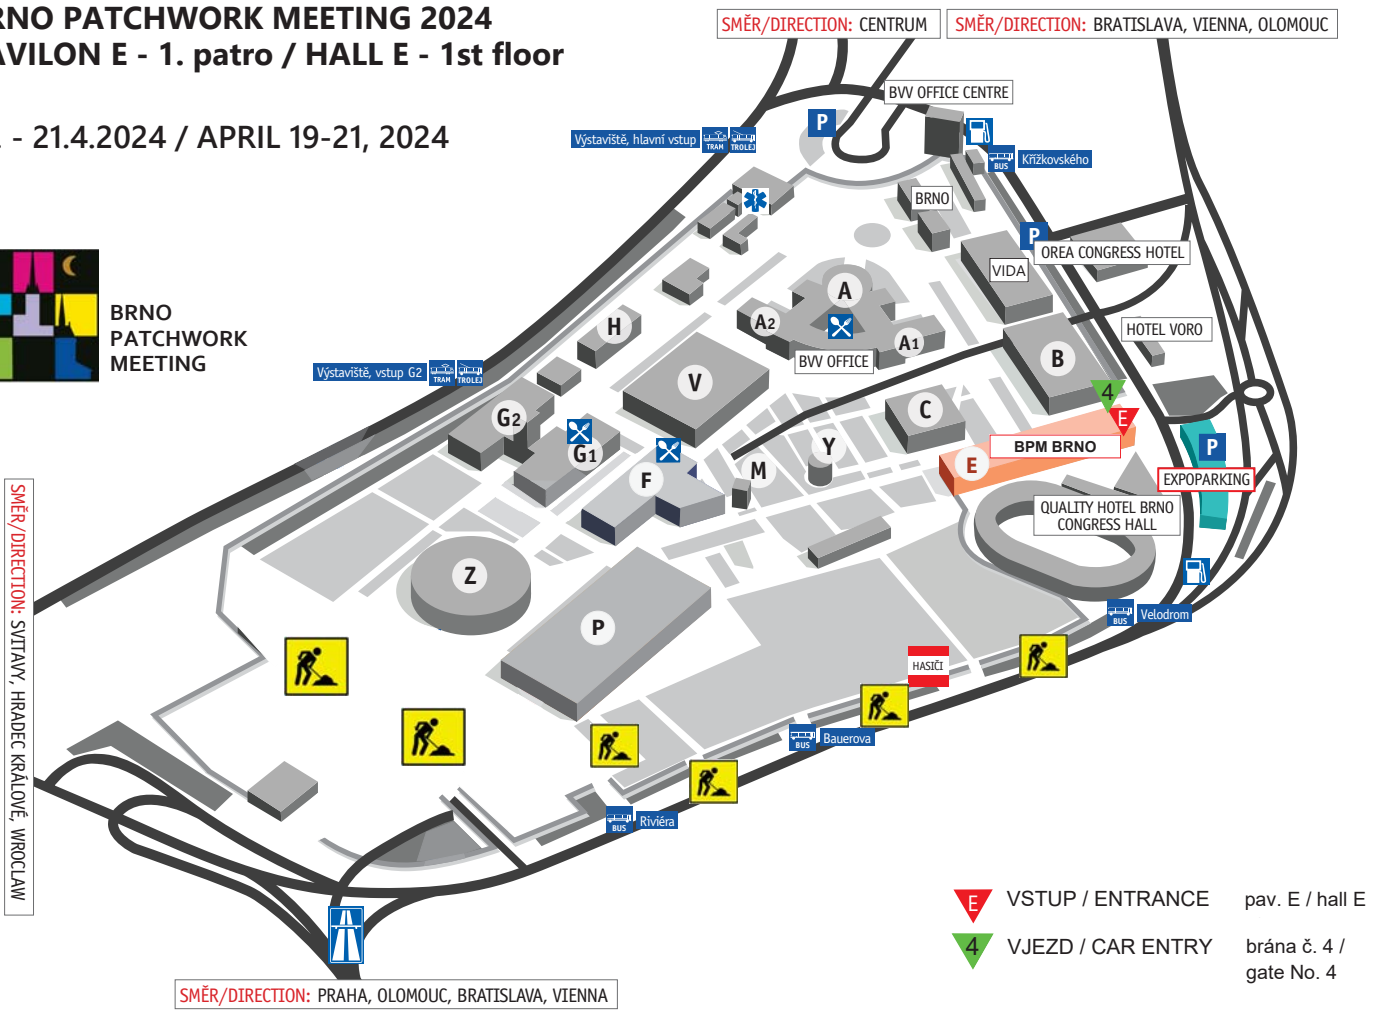 RNO PATCHWORK MEETING 2024
AVILON E - 1. patro / HALL E - 1st floor
. - 21.4.2024 / APRIL 19-21, 2024
BRNO
PATCHWORK
MEETING
SMĚR/DIRECTION: CENTRUM
SMĚR/DIRECTION: BRATISLAVA, VIENNA, OLOMOUC
BVV OFFICE CENTRE
P
Výstaviště, hlavní vstup
TRAM
TROLEJ
BUS
Křížkovského
BRNO
P
OREA CONGRESS HOTEL
VIDA
A
A2
A1
BVV OFFICE
H
HOTEL VORO
B
Výstaviště, vstup G2
TRAM
TROLEJ
V
4
E
C
G2
G1
Y
BPM BRNO
P
M
E
F
EXPOPARKING
QUALITY HOTEL BRNO
CONGRESS HALL
Z
P
BUS
Velodrom
HASIČI
BUS
Bauerova
BUS
Riviéra
SMĚR/DIRECTION: SVITAVY, HRADEC KRÁLOVÉ, WROCLAW
SMĚR/DIRECTION: PRAHA, OLOMOUC, BRATISLAVA, VIENNA
E VSTUP / ENTRANCE pav. E / hall E
4 VJEZD / CAR ENTRY brána č. 4 /
gate No. 4